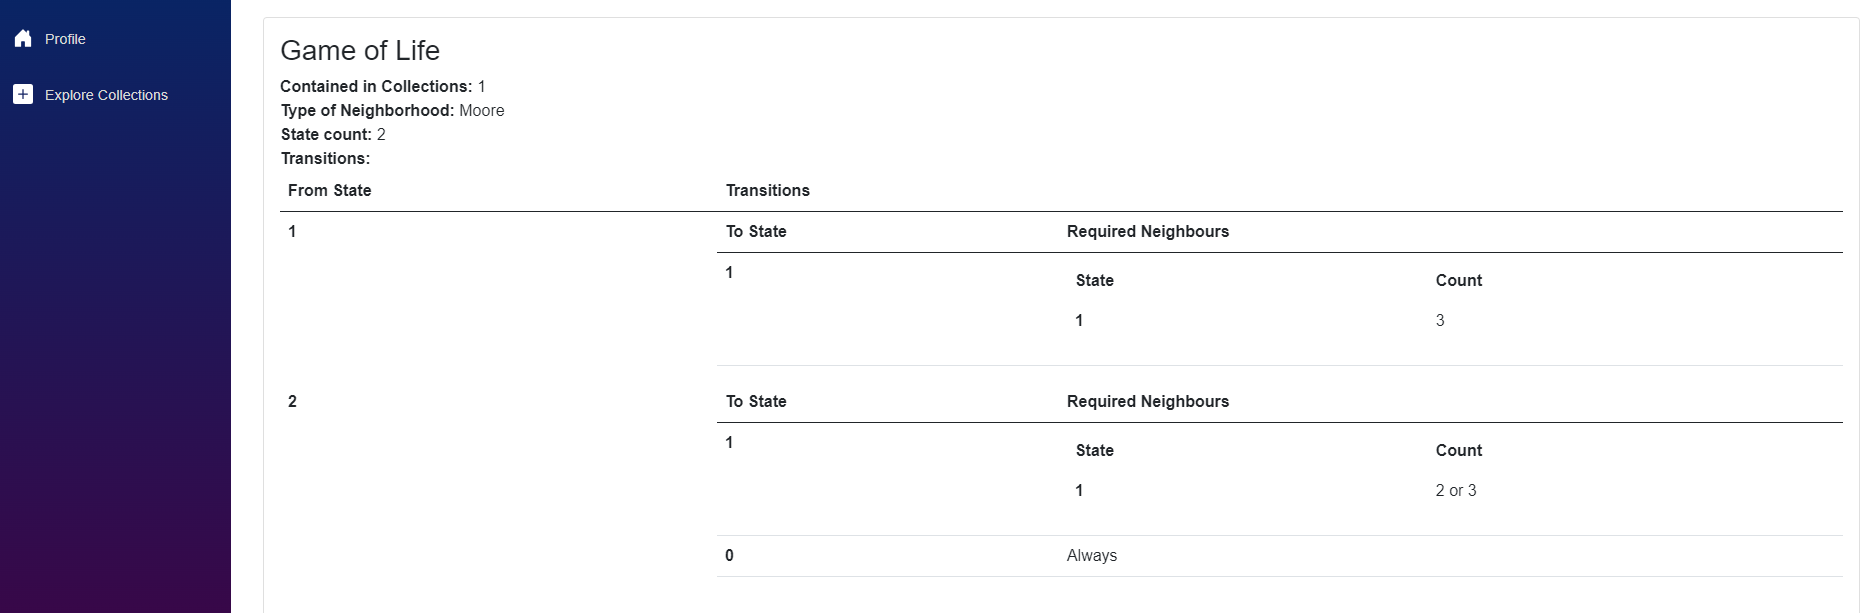 Profile
Explore Collections
Game of Life
Contained in Collections: 1
Type of Neighborhood: Moore
State count: 2
Transitions:
From State Transitions
1 To State Required Neighbours
1 State Count
1 3
2 To State Required Neighbours
1 State Count
1 2 or 3
0 Always